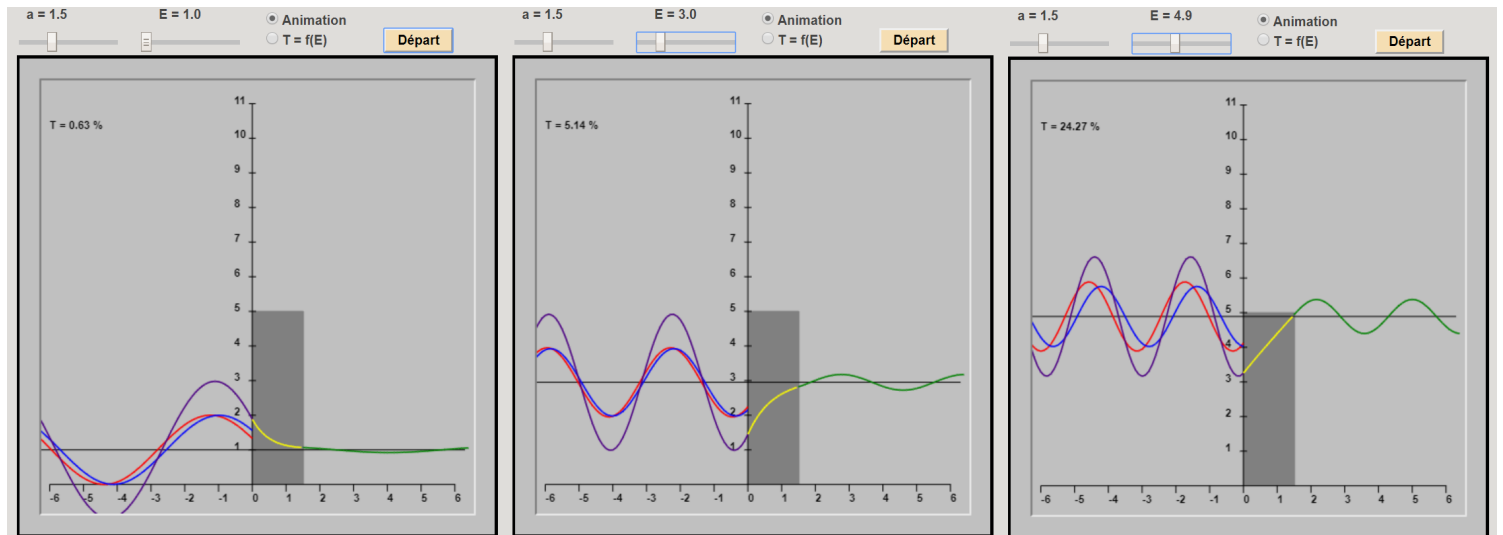 a = 1.5 E = 1.0 Animation
T = f(E) Départ
T = 0.63 %
11
10
9
8
7
6
5
4
3
2
1
-6 -5 -4 -3 -2 -1 0 1 2 3 4 5 6
a = 1.5 E = 3.0 Animation
T = f(E) Départ
T = 5.14 %
11
10
9
8
7
6
5
4
3
2
1
-6 -5 -4 -3 -2 -1 0 1 2 3 4 5 6
a = 1.5 E = 4.9 Animation
T = f(E) Départ
T = 24.27 %
11
10
9
8
7
6
5
4
3
2
1
-6 -5 -4 -3 -2 -1 0 1 2 3 4 5 6